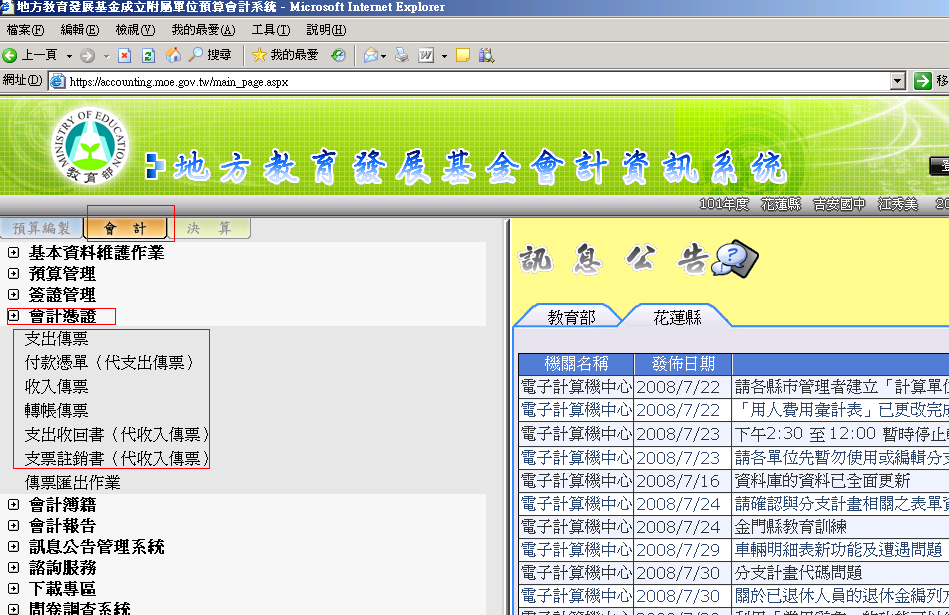 地方教育發展基金成立附屬單位預算會計系統 - Microsoft Internet Explorer
檔案(F) 編輯(E) 檢視(V) 我的最愛(A) 工具(T) 說明(H)
上一頁 搜尋 我的最愛
網址(D) https://accounting.moe.gov.tw/main_page.aspx 移
MINISTRY OF EDUCATION
教育部
地方教育發展基金會計資訊系統
101年度 花蓮縣 吉安國中 江秀美 20
預算編製 會計 決算
基本資料維護作業
預算管理
簽證管理
會計憑證
支出傳票
付款憑單（代支出傳票）
收入傳票
轉帳傳票
支出收回書（代收入傳票）
支票註銷書（代收入傳票）
傳票匯出作業
會計簿籍
會計報告
訊息公告管理系統
諮詢服務
下載專區
問卷調查系統
訊息公告
教育部 花蓮縣
機關名稱 發佈日期
電子計算機中心 2008/7/22 請各縣市管理者建立「計算單位
電子計算機中心 2008/7/22 「用人費用彙計表」已更改完成
電子計算機中心 2008/7/23 下午2:30 至12:00 暫時停止
電子計算機中心 2008/7/23 請各單位先暫勿使用或編輯分支
電子計算機中心 2008/7/16 資料庫的資料已全面更新
電子計算機中心 2008/7/24 請確認與分支計畫相關之表單資
電子計算機中心 2008/7/24 金門縣教育訓練
電子計算機中心 2008/7/29 車輛明細表新功能及遭遇問題
電子計算機中心 2008/7/30 分支計畫代碼問題
電子計算機中心 2008/7/30 關於已退休人員的退休金編列方